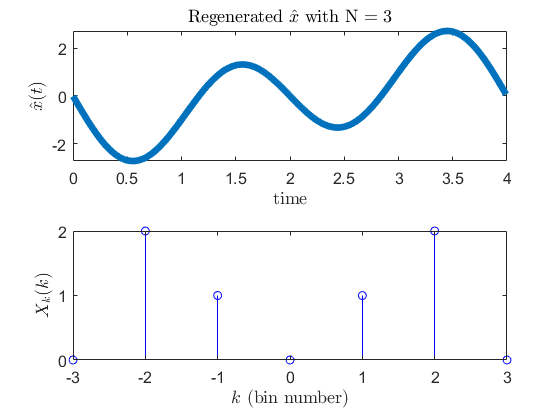 Regenerated x̂ with N = 3
2
0
-2
x̂(t)
0 0.5 1 1.5 2 2.5 3 3.5 4
time
2
1
0
X_k(k)
-3 -2 -1 0 1 2 3
k (bin number)